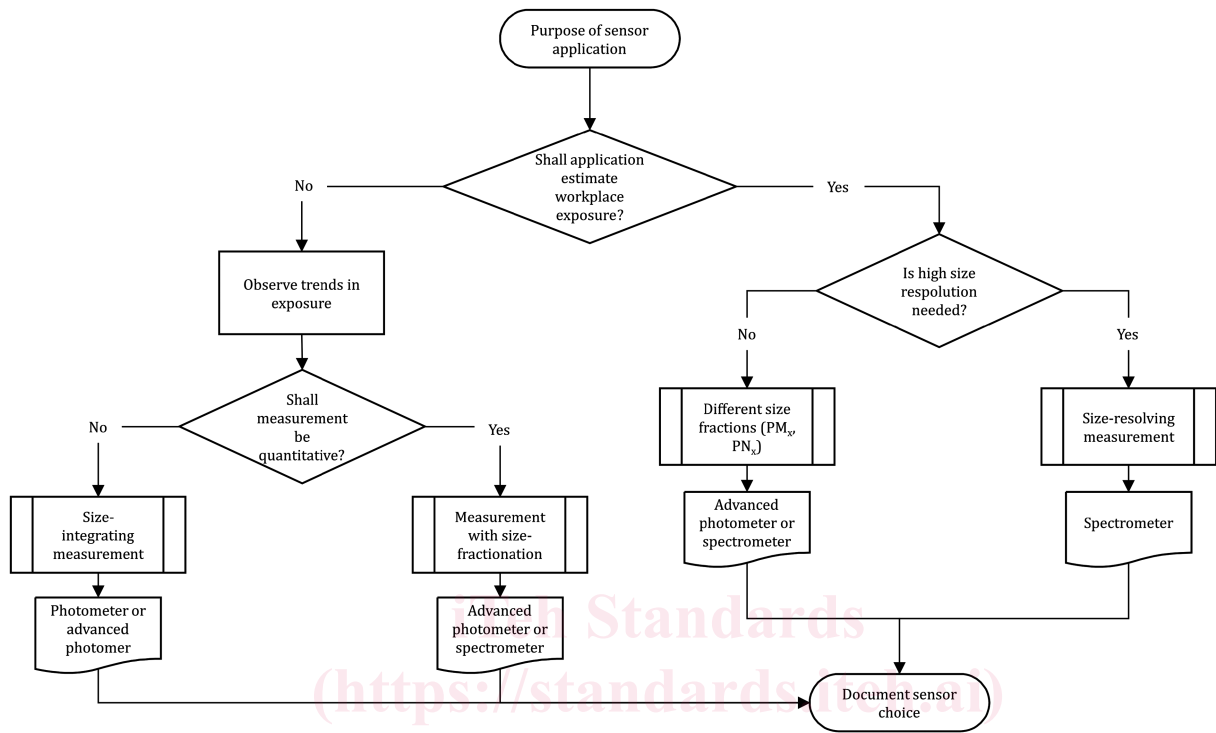 Purpose of sensor
application
Shall application
estimate
workplace
exposure?
No
Yes
Observe trends in
exposure
Is high size
respolution
needed?
No
Yes
Shall
measurement
be
quantitative?
No
Yes
Different size
fractions (PMx,
PNx)
Size-resolving
measurement
Size-
integrating
measurement
Measurement
with size-
fractionation
Advanced
photometer or
spectrometer
Spectrometer
Photometer or
advanced
photomer
Advanced
photometer or
spectrometer
iTeh Standards
(https://standards.iteh.ai)
Document sensor
choice